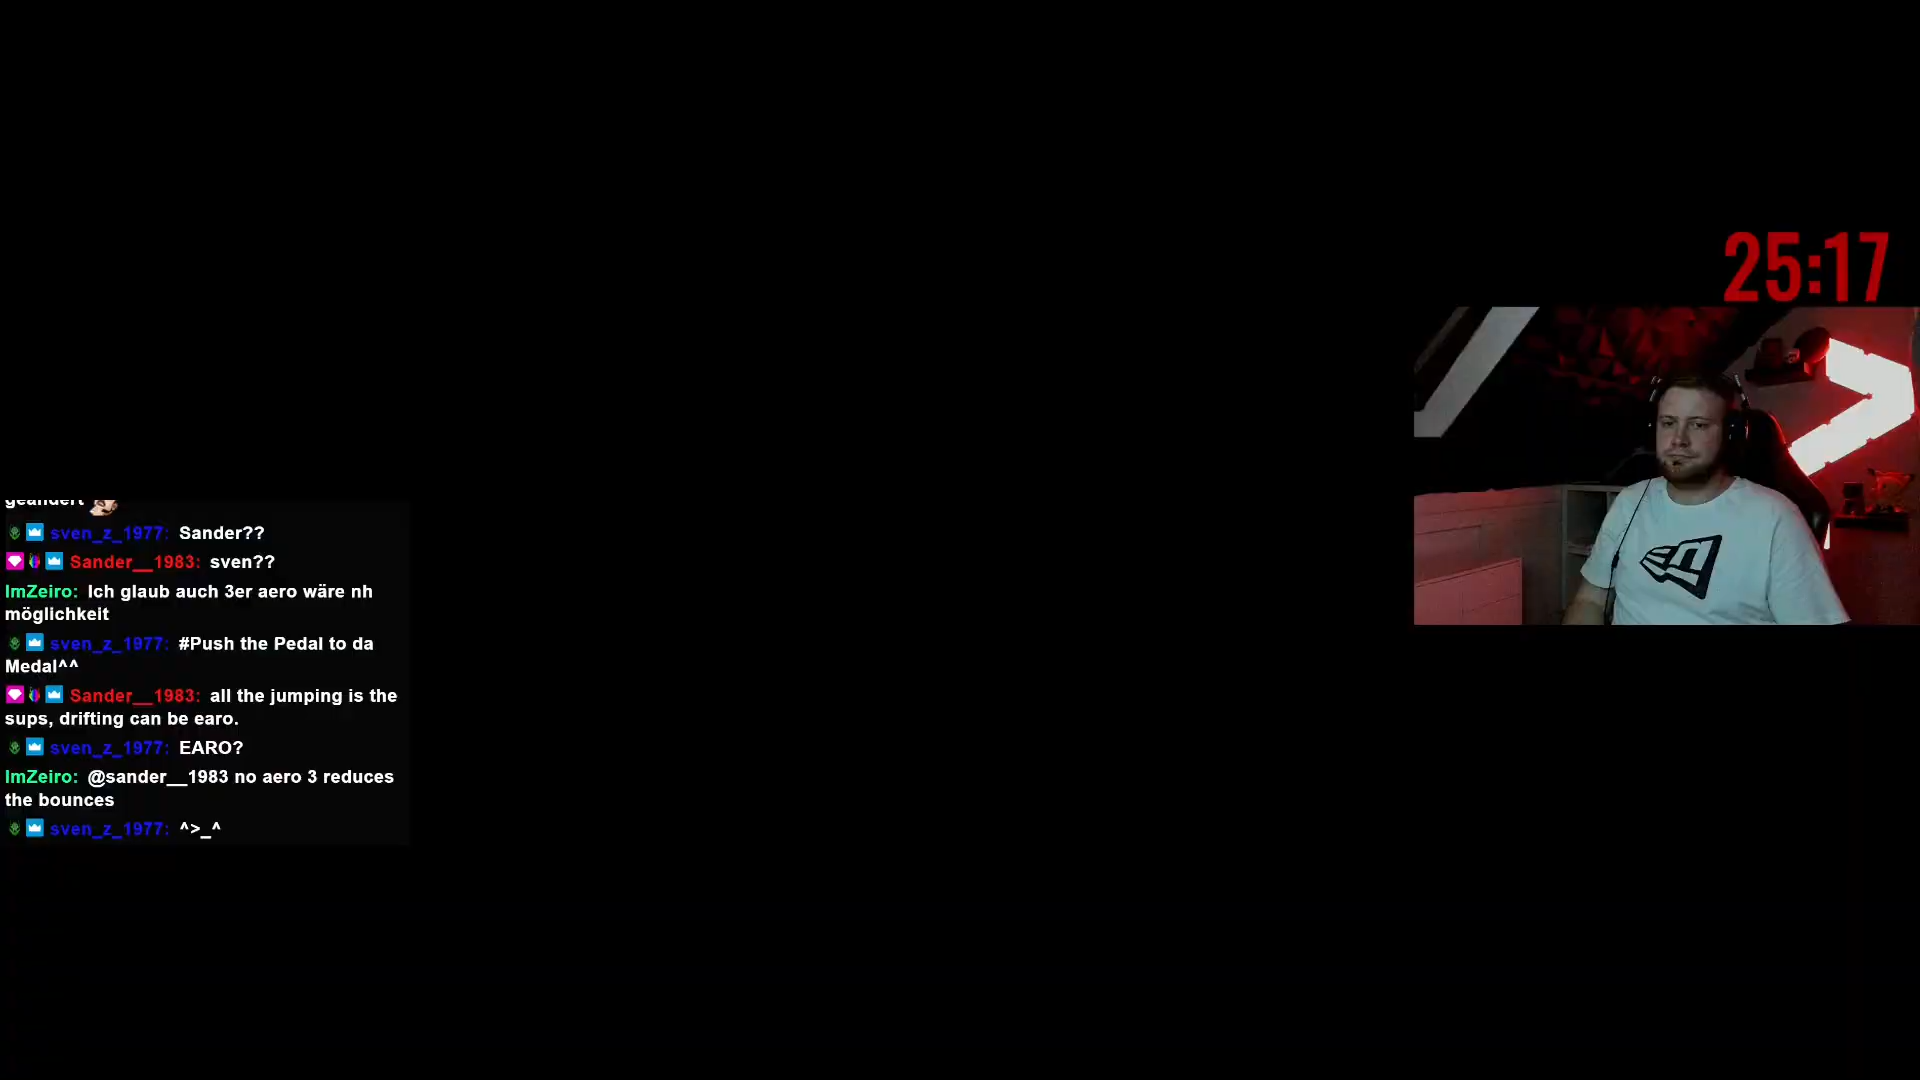 25:17
geändert
sven_z_1977: Sander??
Sander__1983: sven??
ImZeiro: Ich glaub auch 3er aero wäre nh
möglichkeit
sven_z_1977: #Push the Pedal to da
Medal^^
Sander__1983: all the jumping is the
sups, drifting can be earo.
sven_z_1977: EARO?
ImZeiro: @sander__1983 no aero 3 reduces
the bounces
sven_z_1977: ^>_^